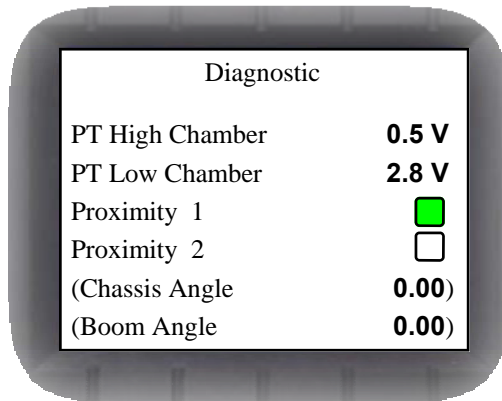 Diagnostic
PT High Chamber 0.5 V
PT Low Chamber 2.8 V
Proximity 1
Proximity 2
(Chassis Angle 0.00)
(Boom Angle 0.00)